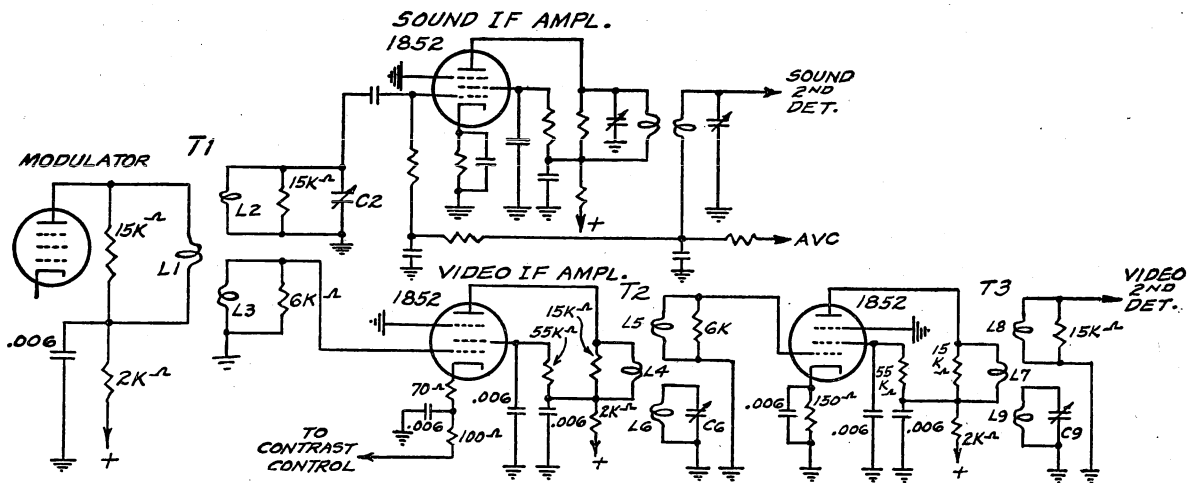 SOUND IF AMPL.
1852
SOUND
2ND
DET.
T1
MODULATOR
15K Ω
L1
L2
15K Ω
C2
+
AVC
L3
6K Ω
.006
2K Ω
+
VIDEO IF AMPL.
1852
T2
15K Ω
55K Ω
L4
70 Ω
.006
100 Ω
TO
CONTRAST
CONTROL
.006
.006
2K Ω
+
L5
6K
L6
C6
1852
T3
VIDEO
2ND
DET.
L8
15K Ω
15
K
Ω
55
K
Ω
L7
.006
150 Ω
.006
.006
2K Ω
+
L9
C9